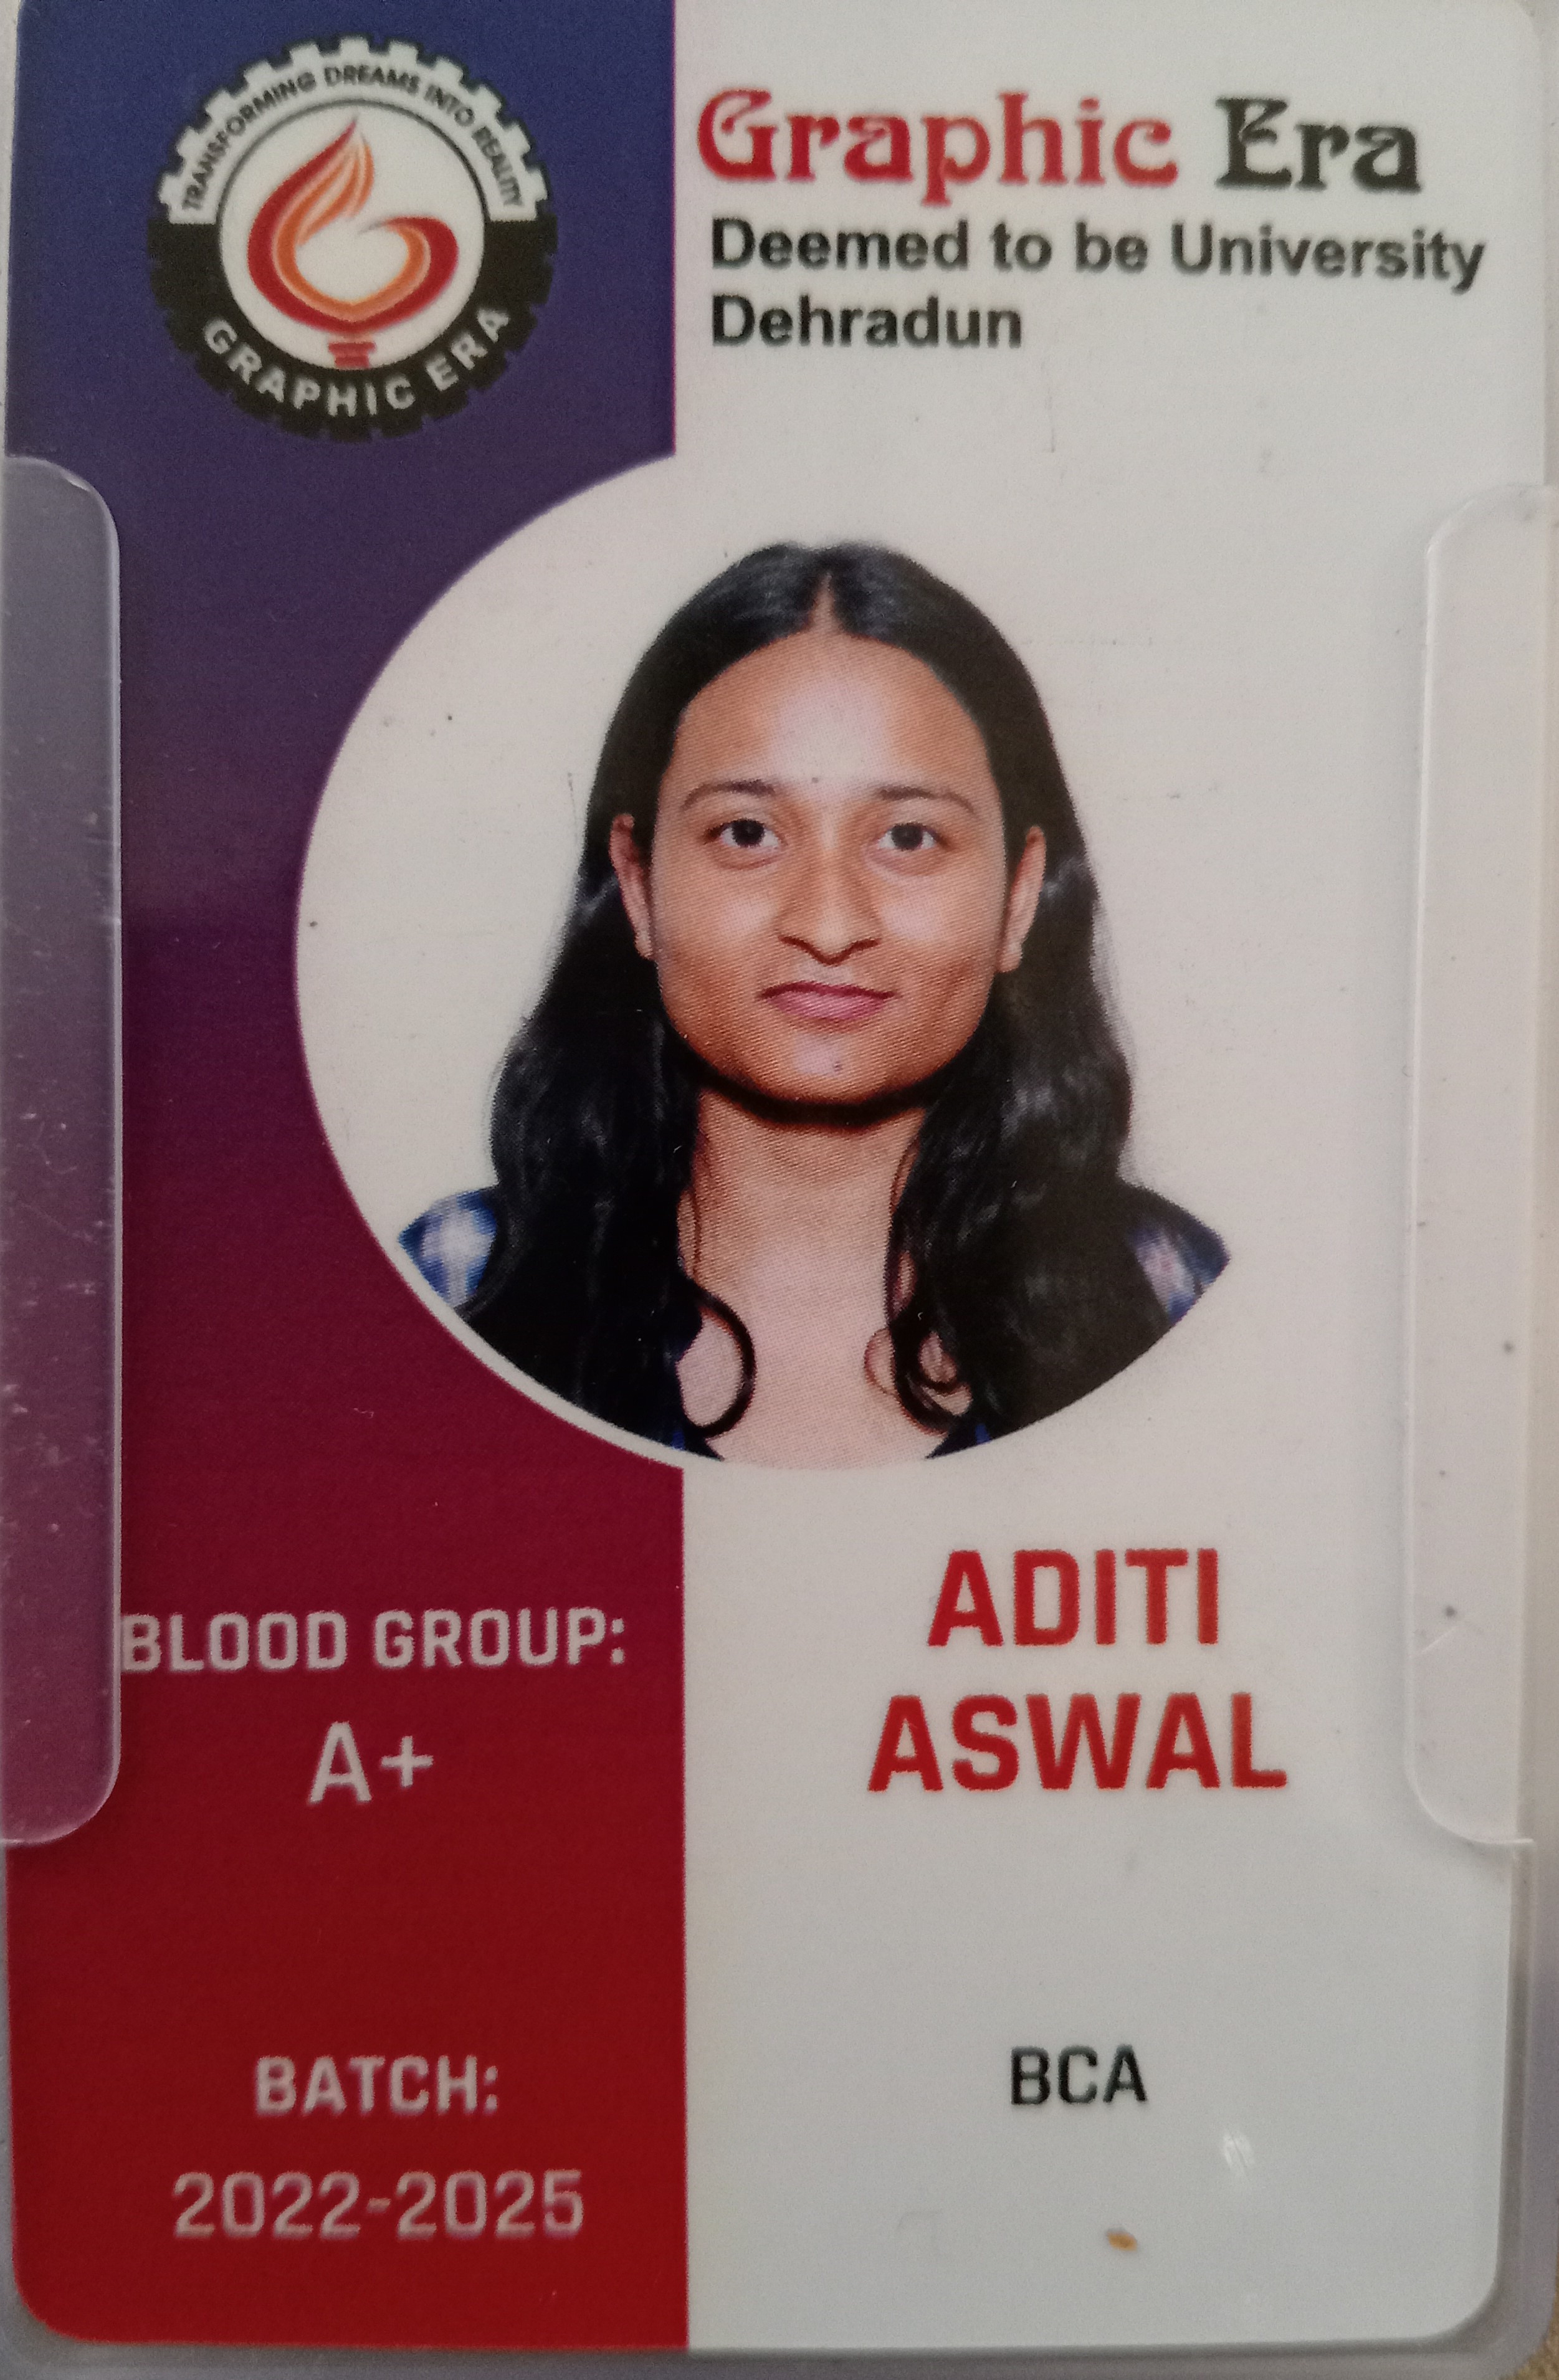 TRANSFORMING DREAMS INTO REALITY
GRAPHIC ERA
Graphic Era
Deemed to be University
Dehradun
BLOOD GROUP:
A+
ADITI
ASWAL
BATCH:
2022-2025
BCA